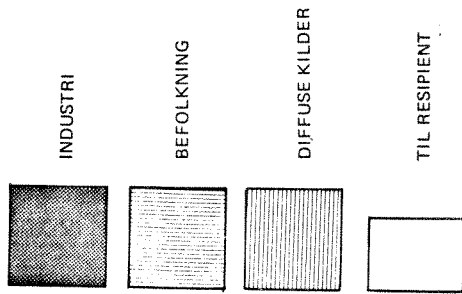 INDUSTRI
BEFOLKNING
DIFFUSE KILDER
TIL RESIPIENT